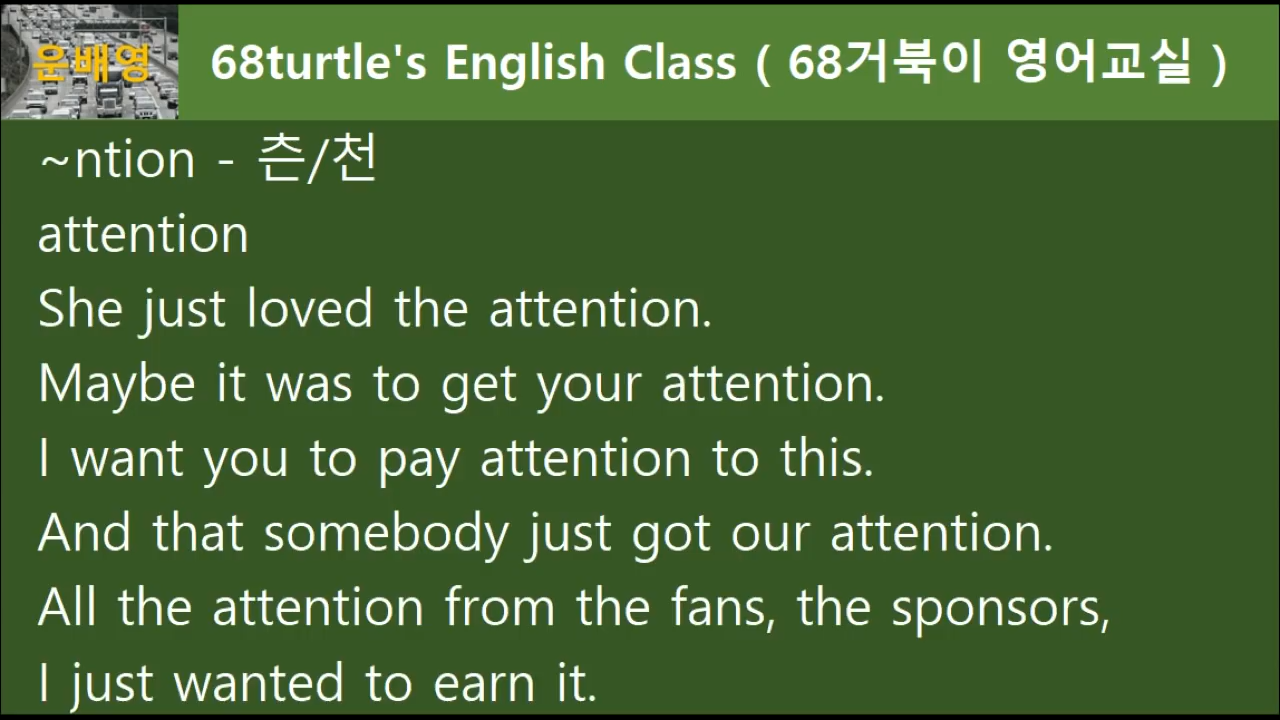 운배영
68turtle's English Class ( 68거북이 영어교실 )
~ntion - 츤/천
attention
She just loved the attention.
Maybe it was to get your attention.
I want you to pay attention to this.
And that somebody just got our attention.
All the attention from the fans, the sponsors,
I just wanted to earn it.